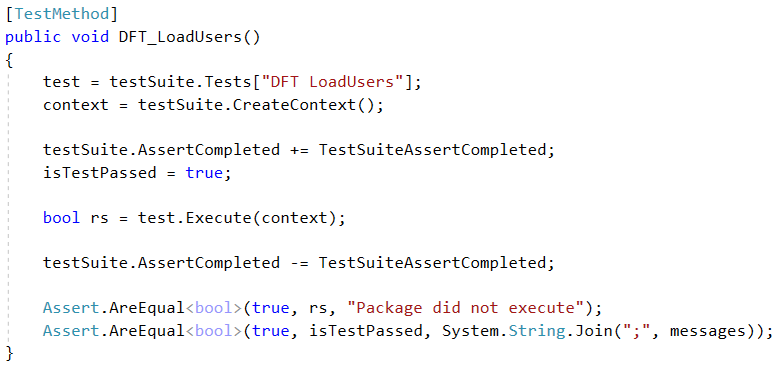 [TestMethod]
public void DFT_LoadUsers()
{
    test = testSuite.Tests["DFT LoadUsers"];
    context = testSuite.CreateContext();

    testSuite.AssertCompleted += TestSuiteAssertCompleted;
    isTestPassed = true;

    bool rs = test.Execute(context);

    testSuite.AssertCompleted -= TestSuiteAssertCompleted;

    Assert.AreEqual<bool>(true, rs, "Package did not execute");
    Assert.AreEqual<bool>(true, isTestPassed, System.String.Join(";", messages));
}